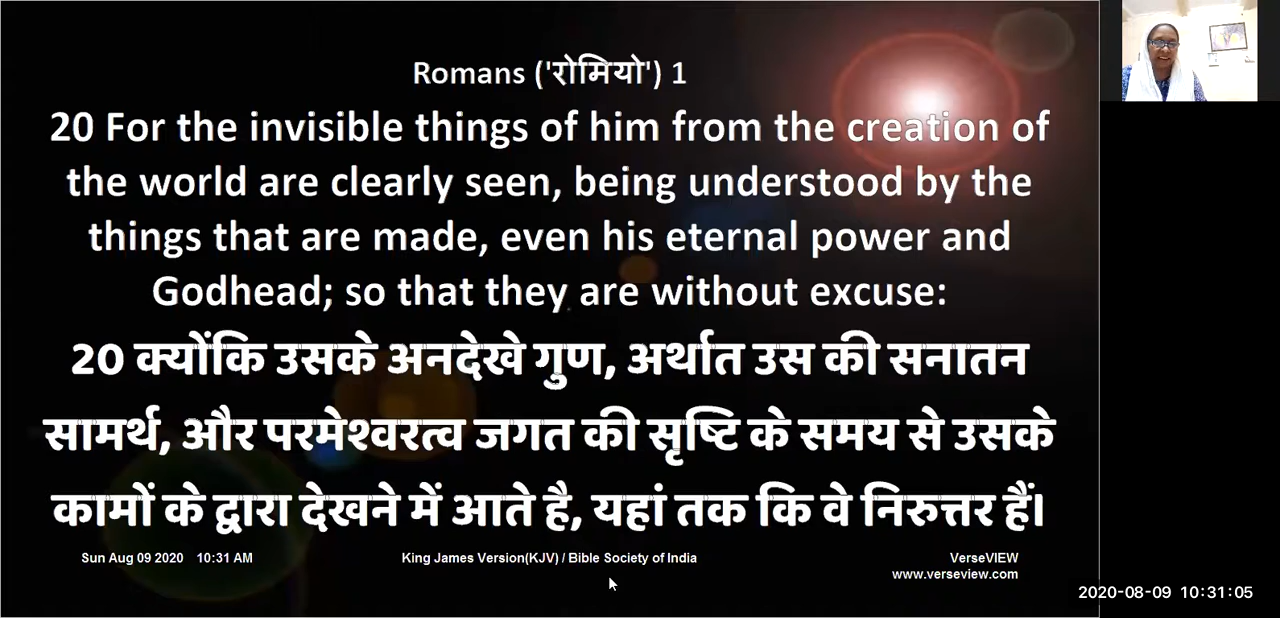 Romans ('रोमियो') 1
20 For the invisible things of him from the creation of
the world are clearly seen, being understood by the
things that are made, even his eternal power and
Godhead; so that they are without excuse:
20 क्योंकि उसके अनदेखे गुण, अर्थात उस की सनातन
सामर्थ, और परमेश्वरत्व जगत की सृष्टि के समय से उसके
कामों के द्वारा देखने में आते है, यहां तक कि वे निरुत्तर हैं।
Sun Aug 09 2020 10:31 AM
King James Version(KJV) / Bible Society of India
VerseVIEW
www.verseview.com
2020-08-09 10:31:05